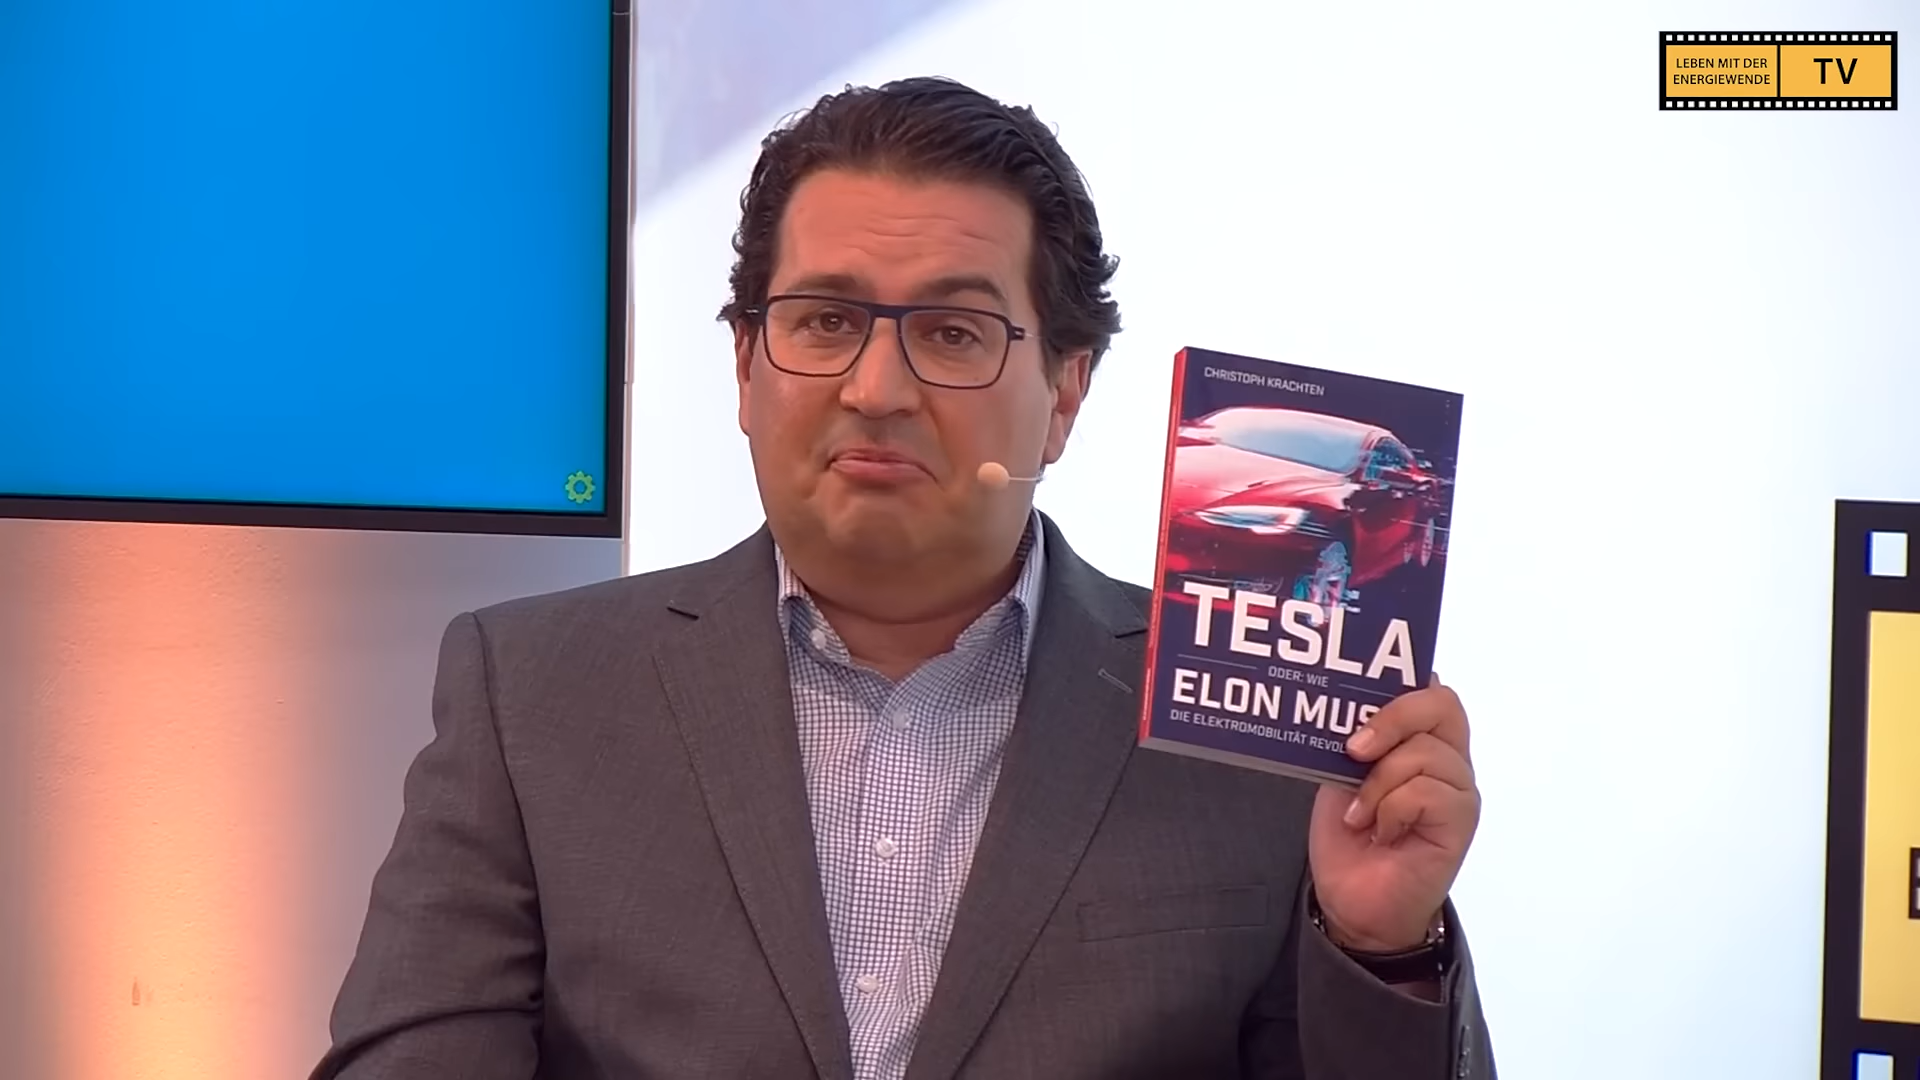 LEBEN MIT DER
ENERGIEWENDE
TV
CHRISTOPH KRACHTEN
TESLA
ODER: WIE
ELON MUS
DIE ELEKTROMOBILITÄT REVOL